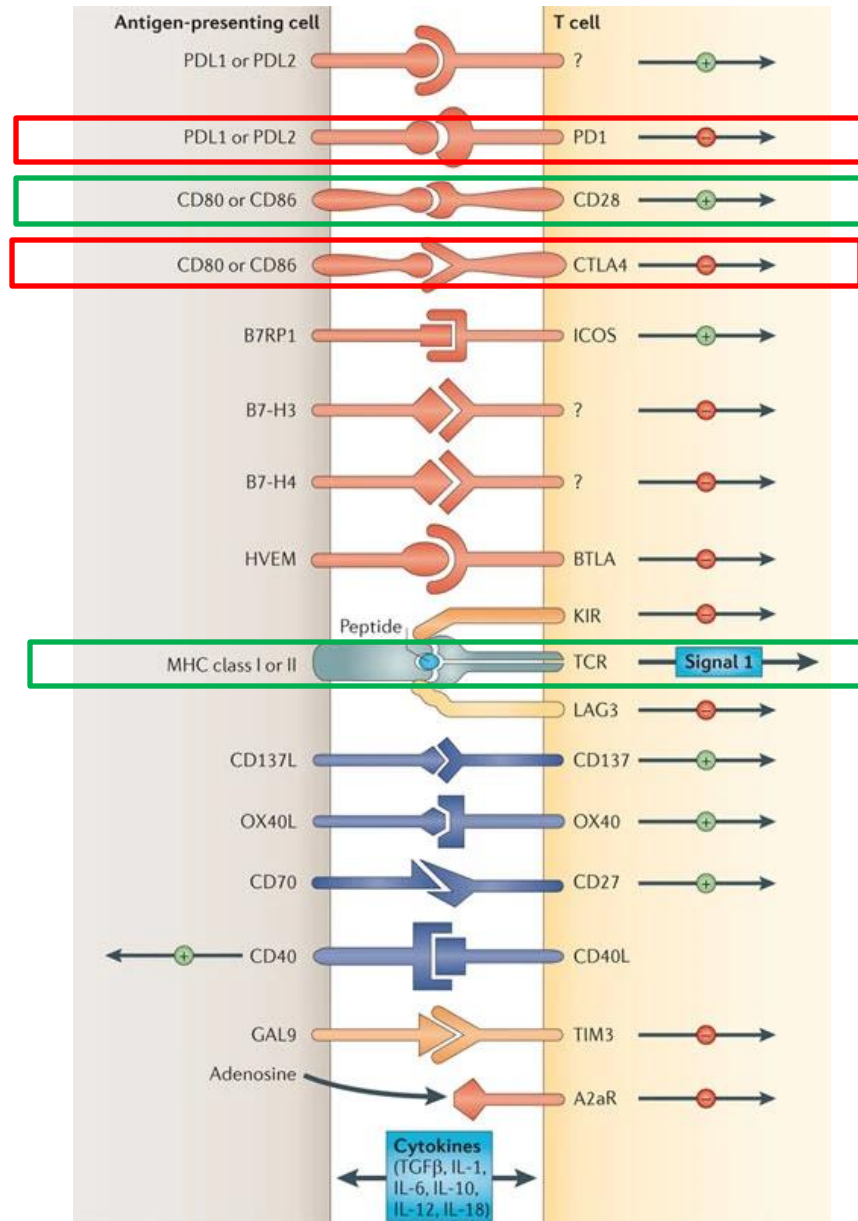 Antigen-presenting cell T cell
PDL1 or PDL2 ? +
PDL1 or PDL2 PD1 −
CD80 or CD86 CD28 +
CD80 or CD86 CTLA4 −
B7RP1 ICOS +
B7-H3 ? −
B7-H4 ? −
HVEM BTLA −
KIR −
Peptide
MHC class I or II TCR Signal 1
LAG3 −
CD137L CD137 +
OX40L OX40 +
CD70 CD27 +
+ CD40 CD40L
GAL9 TIM3 −
Adenosine
A2aR −
Cytokines
(TGFβ, IL-1,
IL-6, IL-10,
IL-12, IL-18)